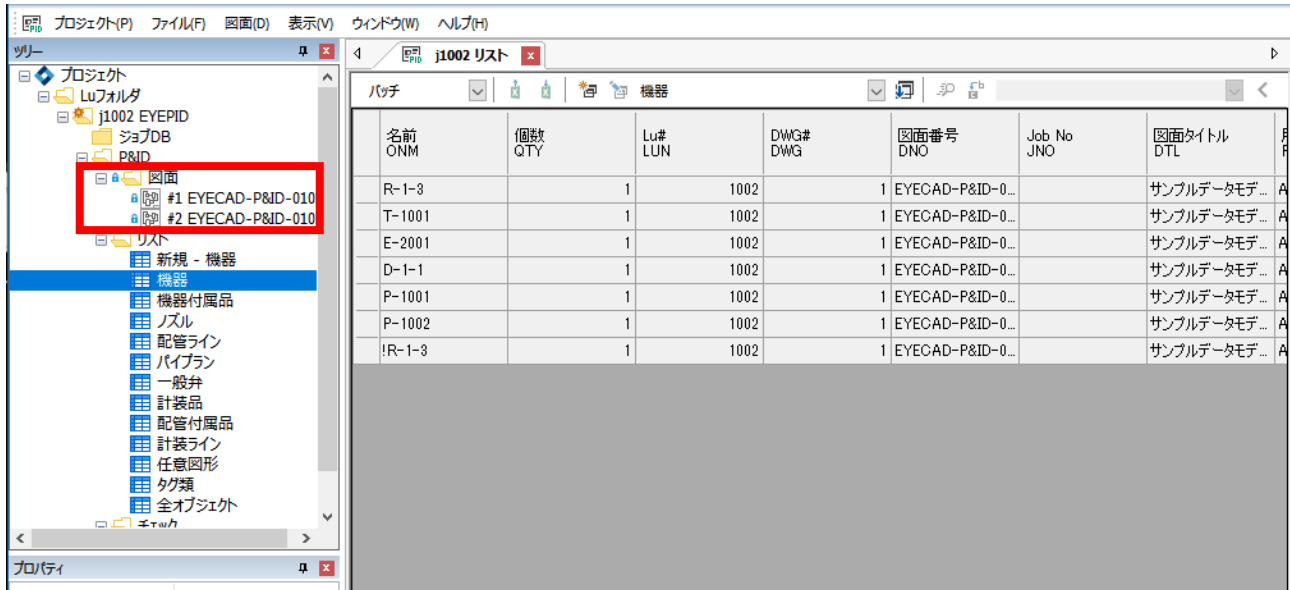 プロジェクト(P) ファイル(F) 図面(D) 表示(V) ウィンドウ(W) ヘルプ(H)
ツリー
プロジェクト
Luフォルダ
j1002 EYEPID
ジョブDB
P&ID
図面
#1 EYECAD-P&ID-010
#2 EYECAD-P&ID-010
リスト
新規 - 機器
機器
機器付属品
ノズル
配管ライン
パイプラン
一般弁
計装品
配管付属品
計装ライン
任意図形
タグ類
全オブジェクト
チェック
プロパティ
j1002 リスト
バッチ 機器
名前 個数 Lu# DWG# 図面番号 Job No 図面タイトル
ONM QTY LUN DWG DNO JNO DTL
R-1-3 1 1002 1 EYECAD-P&ID-0... サンプルデータモデ... A
T-1001 1 1002 1 EYECAD-P&ID-0... サンプルデータモデ... A
E-2001 1 1002 1 EYECAD-P&ID-0... サンプルデータモデ... A
D-1-1 1 1002 1 EYECAD-P&ID-0... サンプルデータモデ... A
P-1001 1 1002 1 EYECAD-P&ID-0... サンプルデータモデ... A
P-1002 1 1002 1 EYECAD-P&ID-0... サンプルデータモデ... A
!R-1-3 1 1002 1 EYECAD-P&ID-0... サンプルデータモデ... A